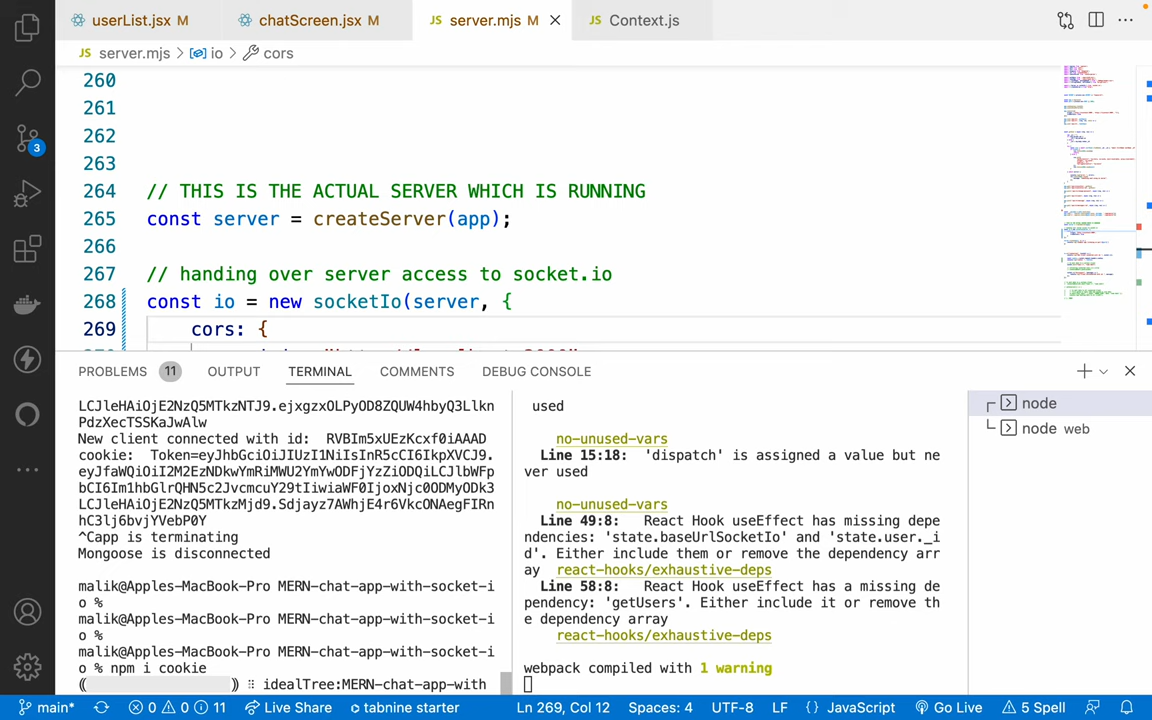 userList.jsx M
chatScreen.jsx M
JS server.mjs M
JS Context.js
JS server.mjs > io > cors
260
261
262
263
264 // THIS IS THE ACTUAL SERVER WHICH IS RUNNING
265 const server = createServer(app);
266
267 // handing over server access to socket.io
268 const io = new socketIo(server, {
269 cors: {
3
PROBLEMS 11 OUTPUT TERMINAL COMMENTS DEBUG CONSOLE
LCJleHAiOjE2NzQ5MTkzNTJ9.ejxgzxOLPyOD8ZQUW4hbyQ3Llkn
PdzXecTSSKaJwAlw
New client connected with id:  RVBIm5xUEzKcxf0iAAAD
cookie:  Token=eyJhbGciOiJIUzI1NiIsInR5cCI6IkpXVCJ9.
eyJfaWQiOiI2M2EzNDkwYmRiMWU2YmYwODFjYzZiODQiLCJlbWFp
bCI6Im1hbGlrQHN5c2JvcmcuY29tIiwiaWF0IjoxNjc0ODMyODk3
LCJleHAiOjE2NzQ5MTkzMjd9.Sdjayz7AWhjE4r6VkcONAegFIRn
hC3lj6bvjYVebP0Y
^Capp is terminating
Mongoose is disconnected
malik@Apples-MacBook-Pro MERN-chat-app-with-socket-i
o %
malik@Apples-MacBook-Pro MERN-chat-app-with-socket-i
o %
malik@Apples-MacBook-Pro MERN-chat-app-with-socket-i
o % npm i cookie
idealTree:MERN-chat-app-with
used
no-unused-vars
Line 15:18:  'dispatch' is assigned a value but ne
ver used
no-unused-vars
Line 49:8:   React Hook useEffect has missing depe
ndencies: 'state.baseUrlSocketIo' and 'state.user._i
d'. Either include them or remove the dependency arr
ay  react-hooks/exhaustive-deps
Line 58:8:   React Hook useEffect has a missing de
pendency: 'getUsers'. Either include it or remove th
e dependency array
react-hooks/exhaustive-deps
webpack compiled with 1 warning
node
node web
main* 0 0 11 Live Share tabnine starter Ln 269, Col 12 Spaces: 4 UTF-8 LF {} JavaScript Go Live 5 Spell